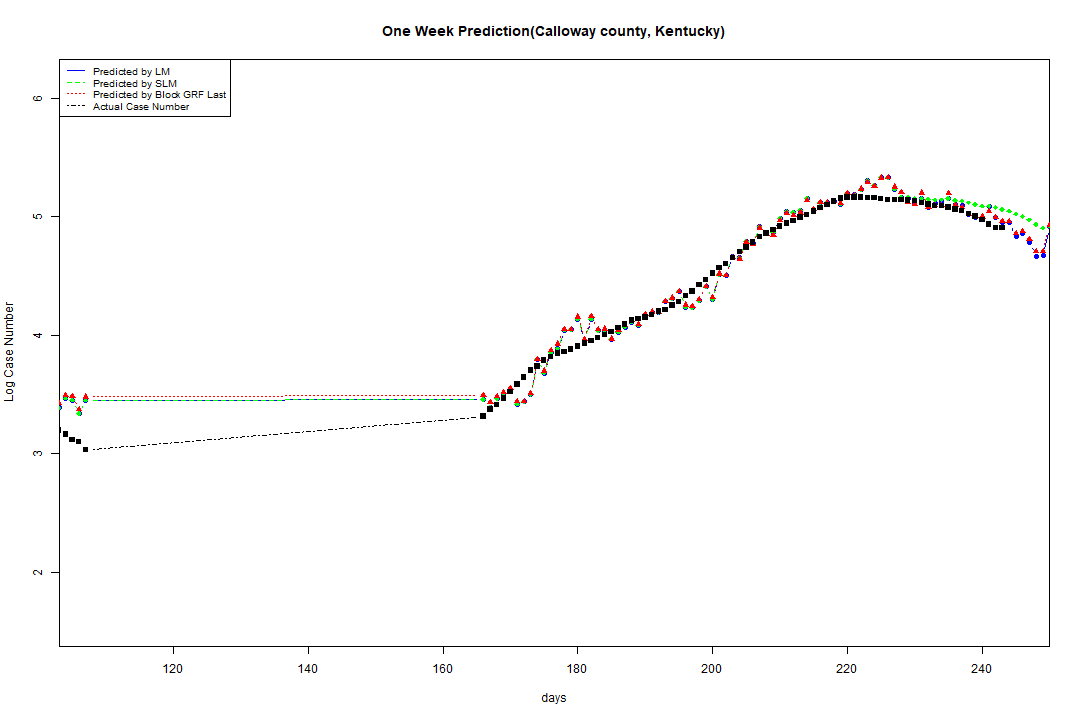 One Week Prediction(Calloway county, Kentucky)
Predicted by LM
Predicted by SLM
Predicted by Block GRF Last
Actual Case Number
6
5
4
3
2
Log Case Number
120 140 160 180 200 220 240
days